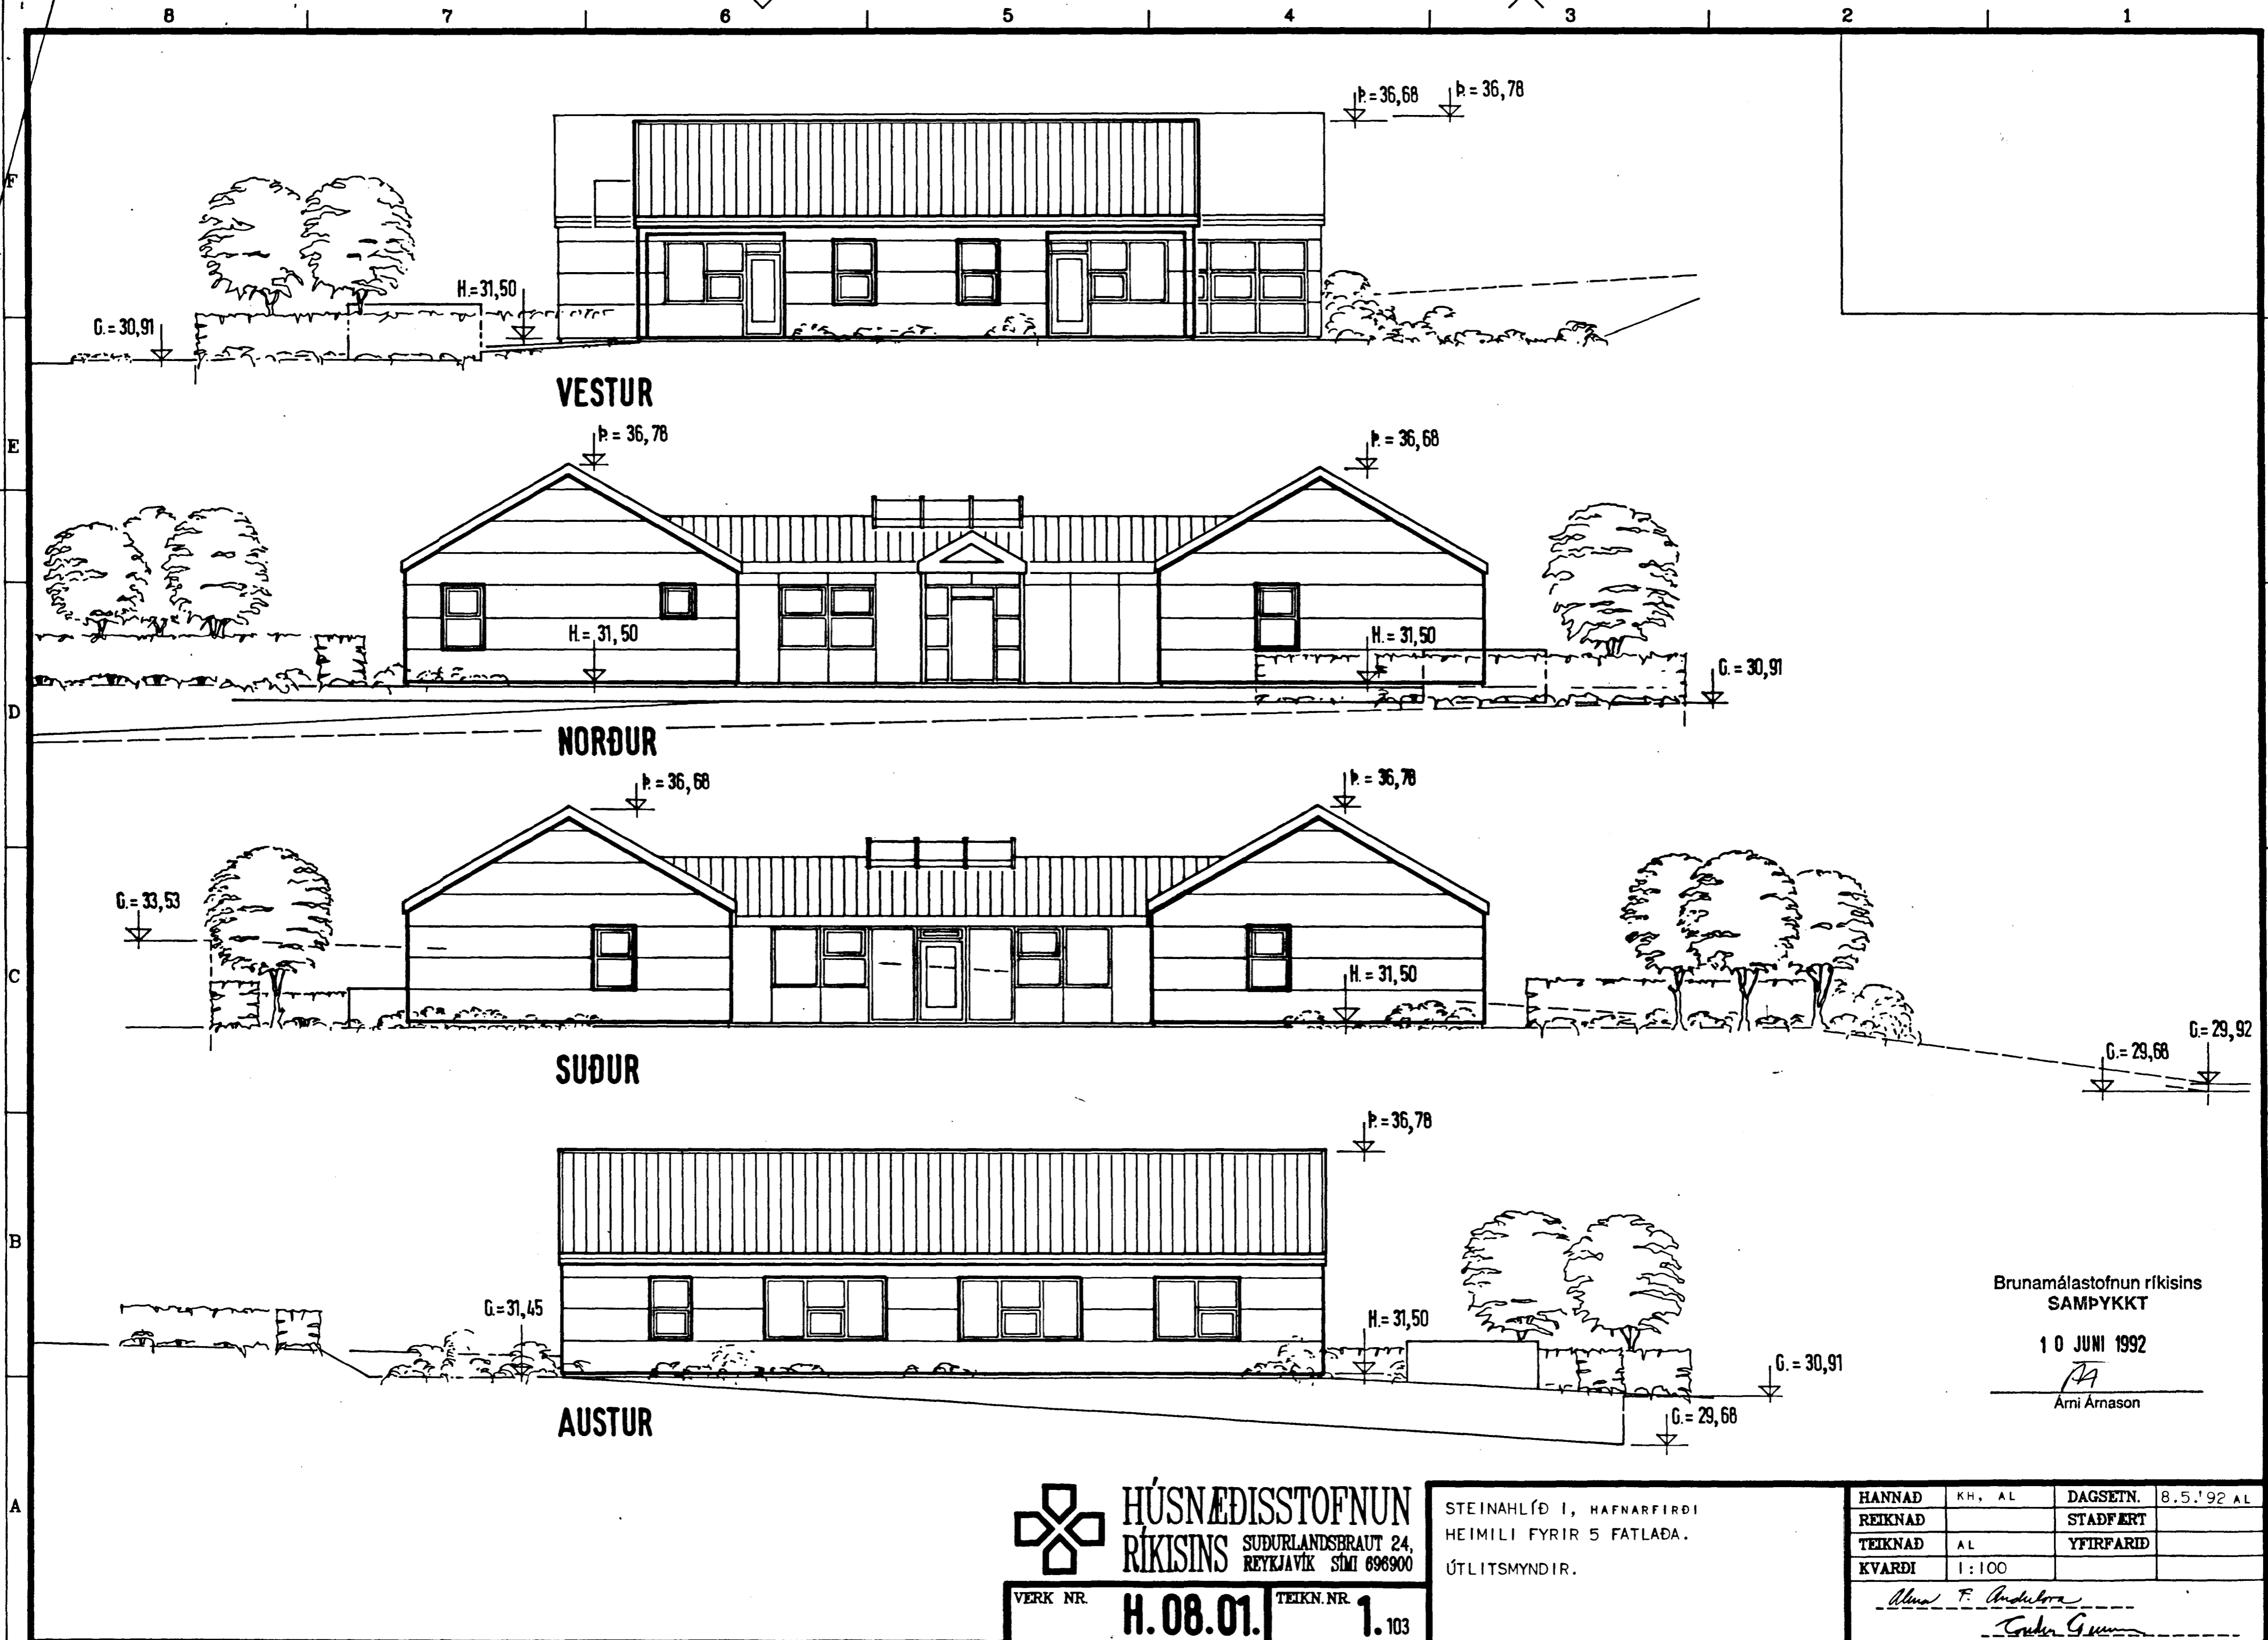 8 7 6 5 4 3 2 1
F
E
D
C
B
A
Þ.=36,68 Þ.=36,78
H.=31,50
G.=30,91
VESTUR
Þ.=36,78 Þ.=36,68
H.=31,50 H.=31,50
G.=30,91
NORÐUR
Þ.=36,68 Þ.=36,78
G.=33,53
H.=31,50
G.=29,92
G.=29,68
SUÐUR
Þ.=36,78
G.=31,45
H.=31,50
G.=30,91
G.=29,68
AUSTUR
Brunamálastofnun ríkisins
SAMÞYKKT
10 JUNI 1992
AA
Árni Árnason
HÚSNÆÐISSTOFNUN
RÍKISINS SUÐURLANDSBRAUT 24,
REYKJAVÍK SÍMI 696900
VERK NR. H.08.01. TEIKN.NR. 1.103
STEINAHLÍÐ 1, HAFNARFIRÐI
HEIMILI FYRIR 5 FATLAÐA.
ÚTLITSMYNDIR.
HANNAÐ KH, AL DAGSETN. 8.5.'92 AL
REIKNAÐ STAÐFÆRT
TEIKNAÐ AL YFIRFARIÐ
KVARÐI 1:100